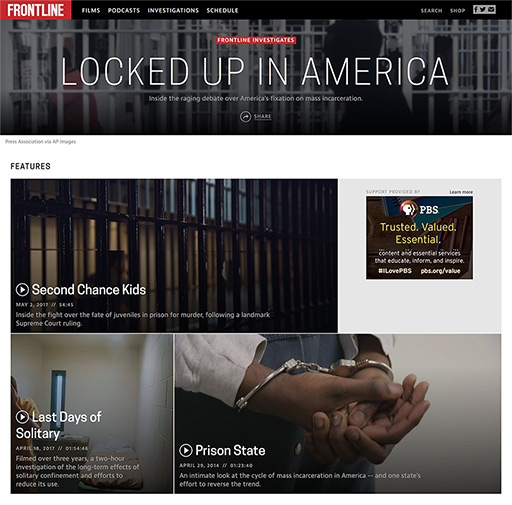 FRONTLINE FILMS PODCASTS INVESTIGATIONS SCHEDULE SEARCH SHOP
FRONTLINE INVESTIGATES
LOCKED UP IN AMERICA
Inside the raging debate over America's fixation on mass incarceration.
SHARE
Press Association via AP Images
FEATURES
SUPPORT PROVIDED BY Learn more
PBS
Trusted. Valued.
Essential.
content and essential services
that educate, inform, and inspire.
#ILovePBS pbs.org/value
Second Chance Kids
MAY 2, 2017 // 54:45
Inside the fight over the fate of juveniles in prison for murder, following a landmark
Supreme Court ruling.
Last Days of
Solitary
APRIL 18, 2017 // 01:54:46
Filmed over three years, a two-hour
investigation of the long-term effects of
solitary confinement and efforts to
reduce its use.
Prison State
APRIL 29, 2014 // 01:23:40
An intimate look at the cycle of mass incarceration in America -- and one state's
effort to reverse the trend.